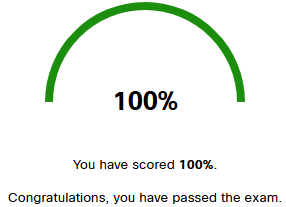 100%
You have scored 100%.
Congratulations, you have passed the exam.